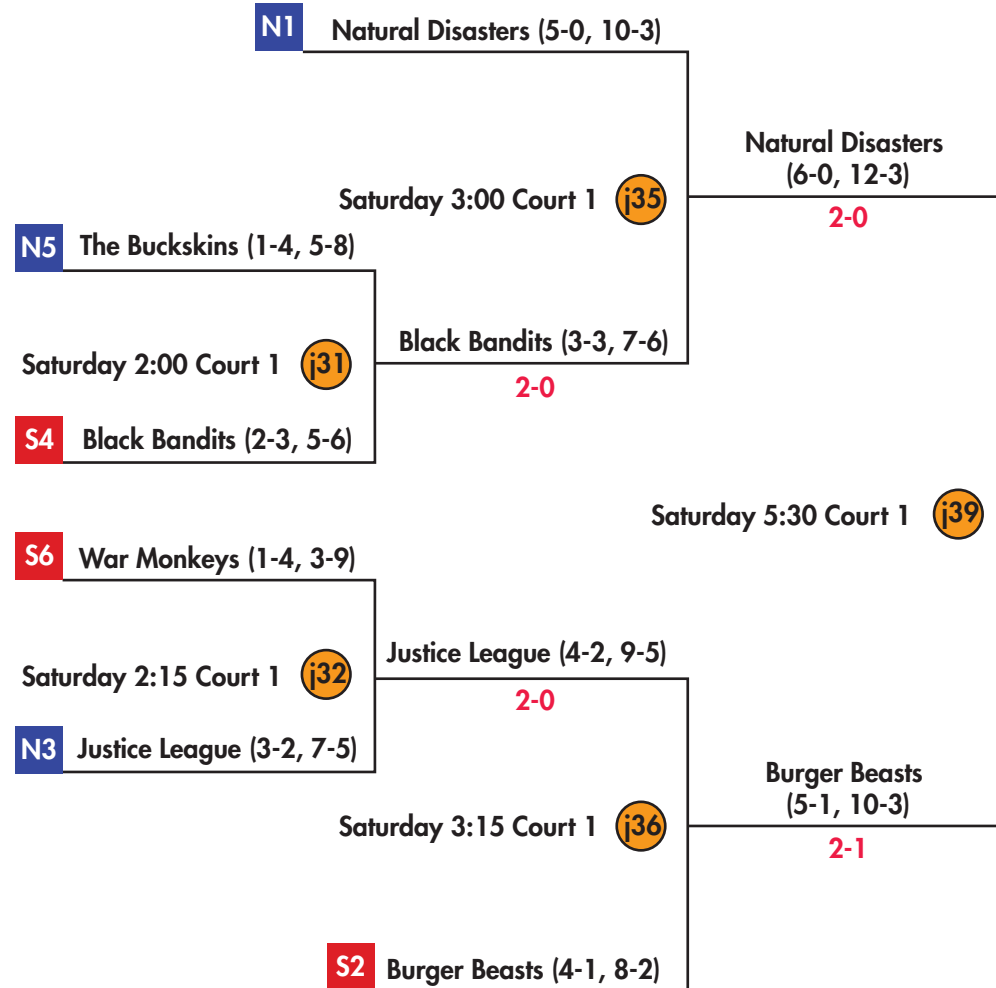 N1 Natural Disasters (5-0, 10-3)
Natural Disasters
(6-0, 12-3)
2-0
Saturday 3:00 Court 1 j35
N5 The Buckskins (1-4, 5-8)
Black Bandits (3-3, 7-6)
2-0
Saturday 2:00 Court 1 j31
S4 Black Bandits (2-3, 5-6)
Saturday 5:30 Court 1 j39
S6 War Monkeys (1-4, 3-9)
Justice League (4-2, 9-5)
2-0
Saturday 2:15 Court 1 j32
N3 Justice League (3-2, 7-5)
Burger Beasts
(5-1, 10-3)
2-1
Saturday 3:15 Court 1 j36
S2 Burger Beasts (4-1, 8-2)